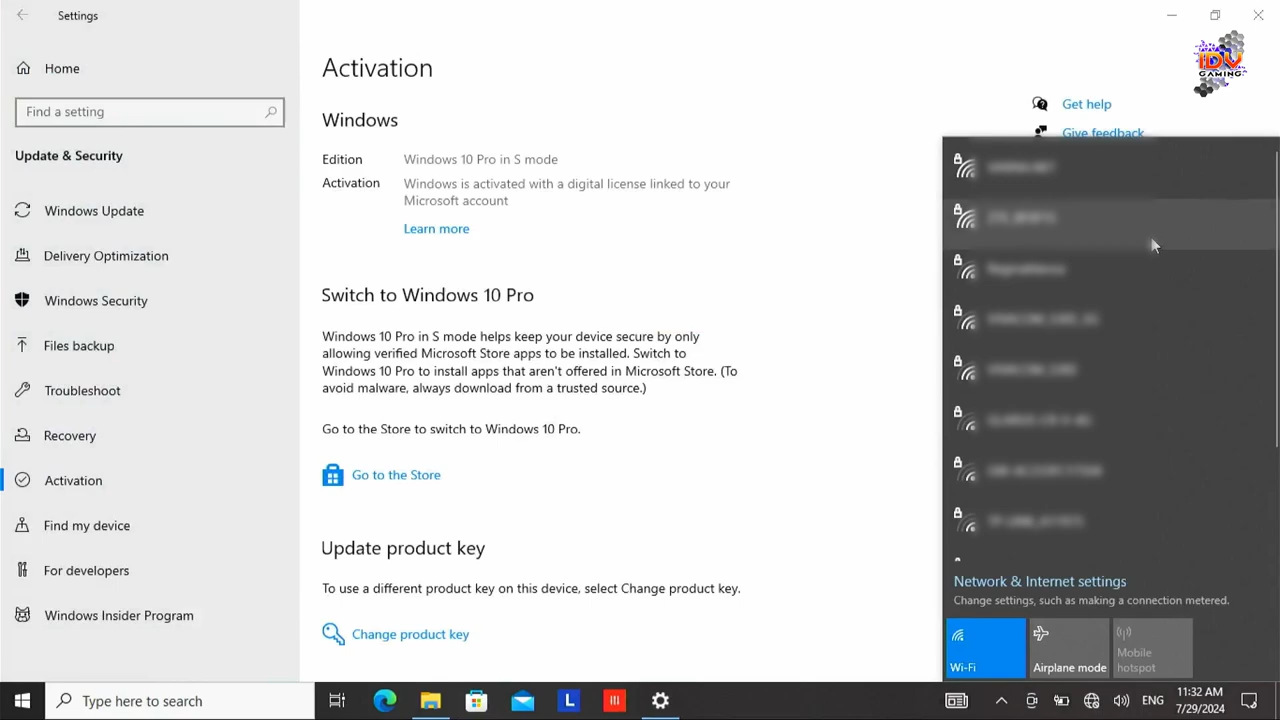 Settings
IDV
GAMING
Home
Find a setting
Update & Security
Windows Update
Delivery Optimization
Windows Security
Files backup
Troubleshoot
Recovery
Activation
Find my device
For developers
Windows Insider Program
Activation
Windows
Edition
Windows 10 Pro in S mode
Activation
Windows is activated with a digital license linked to your
Microsoft account
Learn more
Switch to Windows 10 Pro
Windows 10 Pro in S mode helps keep your device secure by only
allowing verified Microsoft Store apps to be installed. Switch to
Windows 10 Pro to install apps that aren't offered in Microsoft Store. (To
avoid malware, always download from a trusted source.)
Go to the Store to switch to Windows 10 Pro.
Go to the Store
Update product key
To use a different product key on this device, select Change product key.
Change product key
Get help
Give feedback
Network & Internet settings
Change settings, such as making a connection metered.
Wi-Fi
Airplane mode
Mobile
hotspot
Type here to search
L
ENG
11:32 AM
7/29/2024